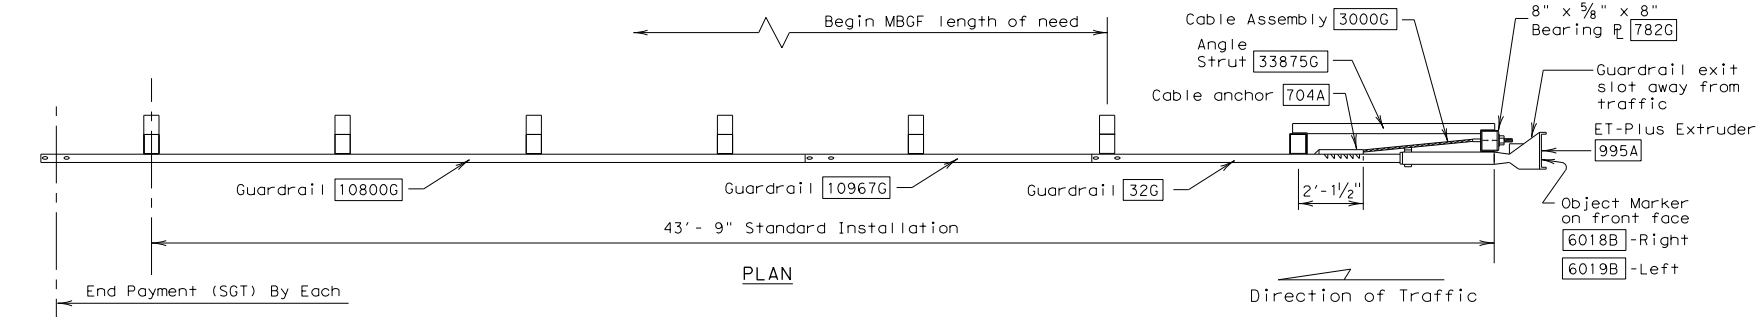 Begin MBGF length of need
Cable Assembly 3000G
8" x 5/8" x 8"
Bearing ℄ 782G
Angle
Strut 33875G
Cable anchor 704A
Guardrail exit
slot away from
traffic
ET-Plus Extruder
995A
Guardrail 10800G
Guardrail 10967G
Guardrail 32G
2'-1½"
Object Marker
on front face
6018B -Right
6019B -Left
43'- 9" Standard Installation
PLAN
End Payment (SGT) By Each
Direction of Traffic